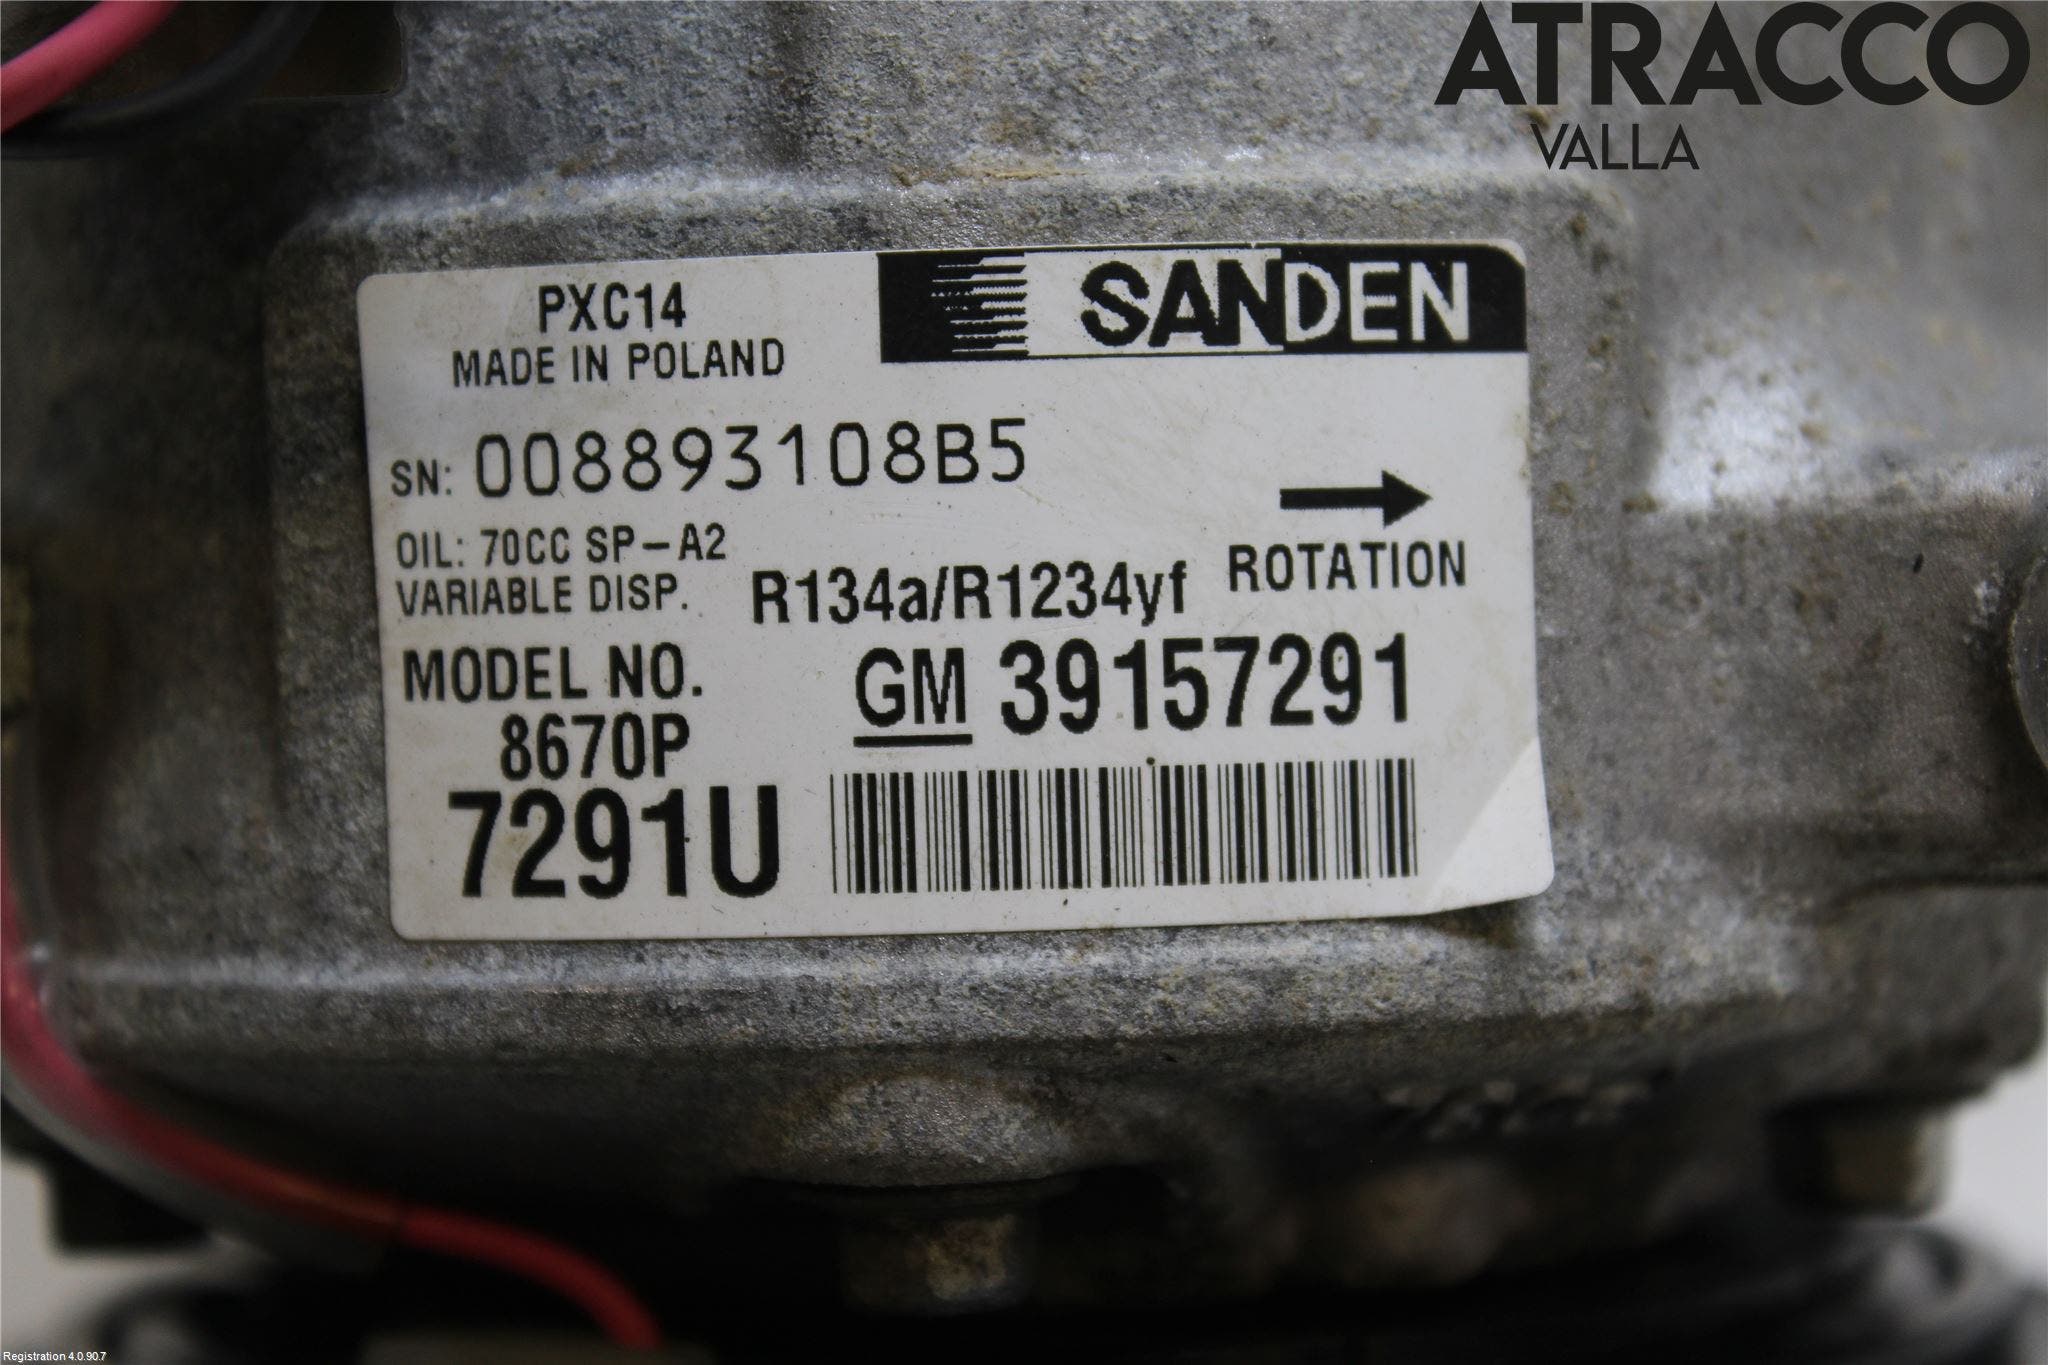 ATRACCO
VALLA
PXC14
MADE IN POLAND
SANDEN
SN: 008893108B5
OIL: 70CC SP-A2
VARIABLE DISP.
R134a/R1234yf
ROTATION
MODEL NO.
8670P
GM 39157291
7291U
Registration 4.0.90.7